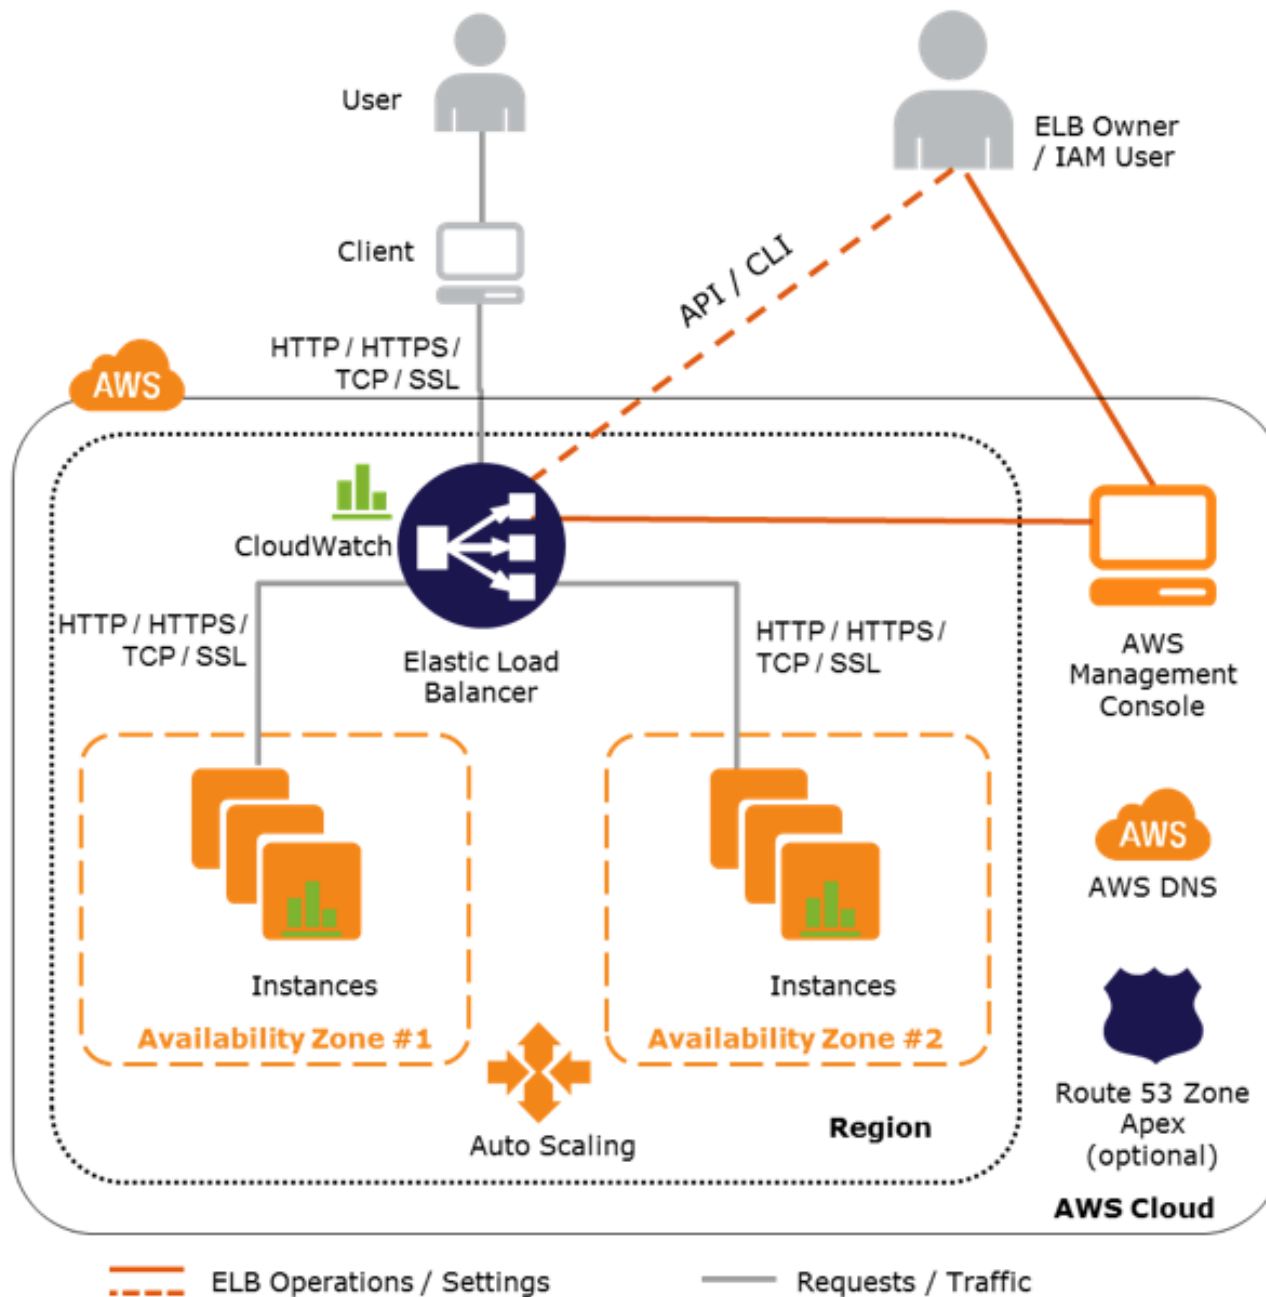 User
ELB Owner
/ IAM User
Client
API / CLI
HTTP / HTTPS /
TCP / SSL
AWS
CloudWatch
HTTP / HTTPS /
TCP / SSL
Elastic Load
Balancer
HTTP / HTTPS /
TCP / SSL
AWS
Management
Console
AWS
AWS DNS
Instances
Instances
Availability Zone #1
Availability Zone #2
Auto Scaling
Region
Route 53 Zone
Apex
(optional)
AWS Cloud
ELB Operations / Settings
Requests / Traffic